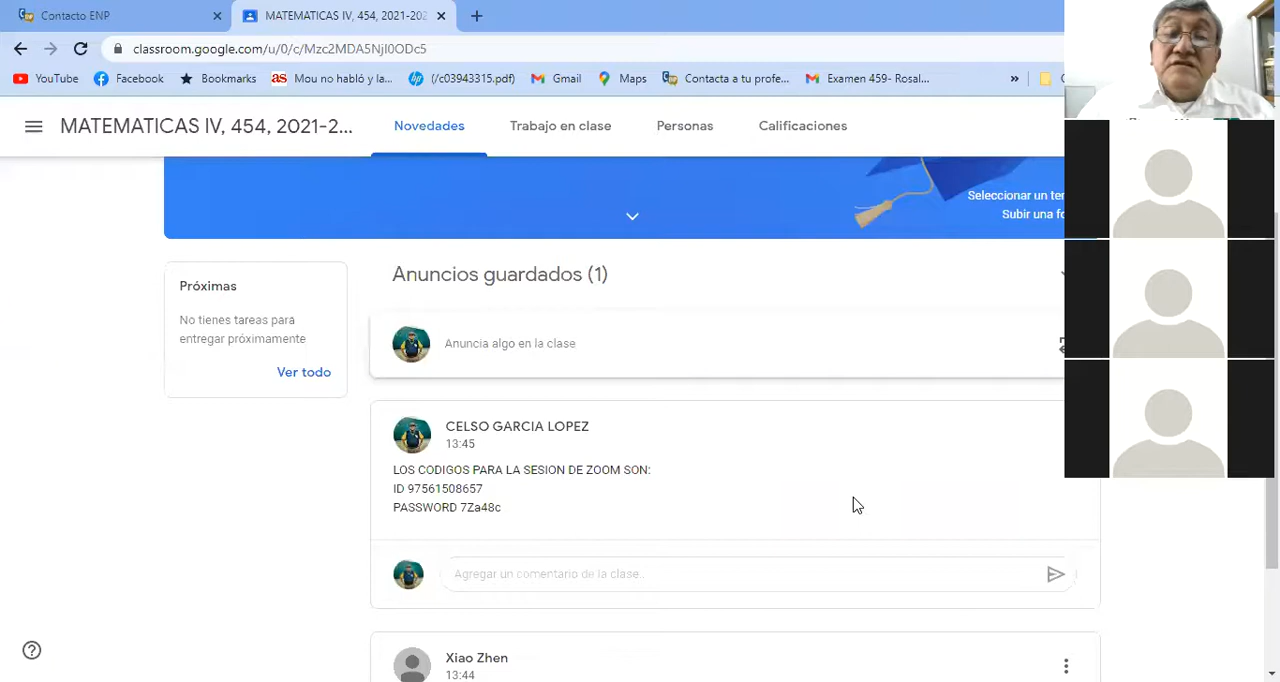 Contacto ENP
MATEMATICAS IV, 454, 2021-202
classroom.google.com/u/0/c/Mzc2MDA5NjI0ODc5
YouTube Facebook Bookmarks Mou no habló y la... (/c03943315.pdf) Gmail Maps Contacta a tu profe... Examen 459- Rosal... »
MATEMATICAS IV, 454, 2021-2... Novedades Trabajo en clase Personas Calificaciones
Seleccionar un
Subir una
Próximas
No tienes tareas para
entregar próximamente
Ver todo
Anuncios guardados (1)
Anuncia algo en la clase
CELSO GARCIA LOPEZ
13:45
LOS CODIGOS PARA LA SESION DE ZOOM SON:
ID 97561508657
PASSWORD 7Za48c
Agregar un comentario de la clase..
Xiao Zhen
13:44